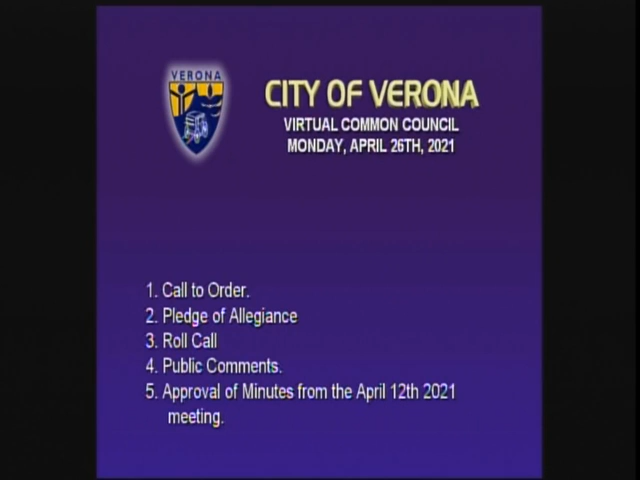 VERONA
CITY OF VERONA
VIRTUAL COMMON COUNCIL
MONDAY, APRIL 26TH, 2021
1. Call to Order.
2. Pledge of Allegiance
3. Roll Call
4. Public Comments.
5. Approval of Minutes from the April 12th 2021
meeting.